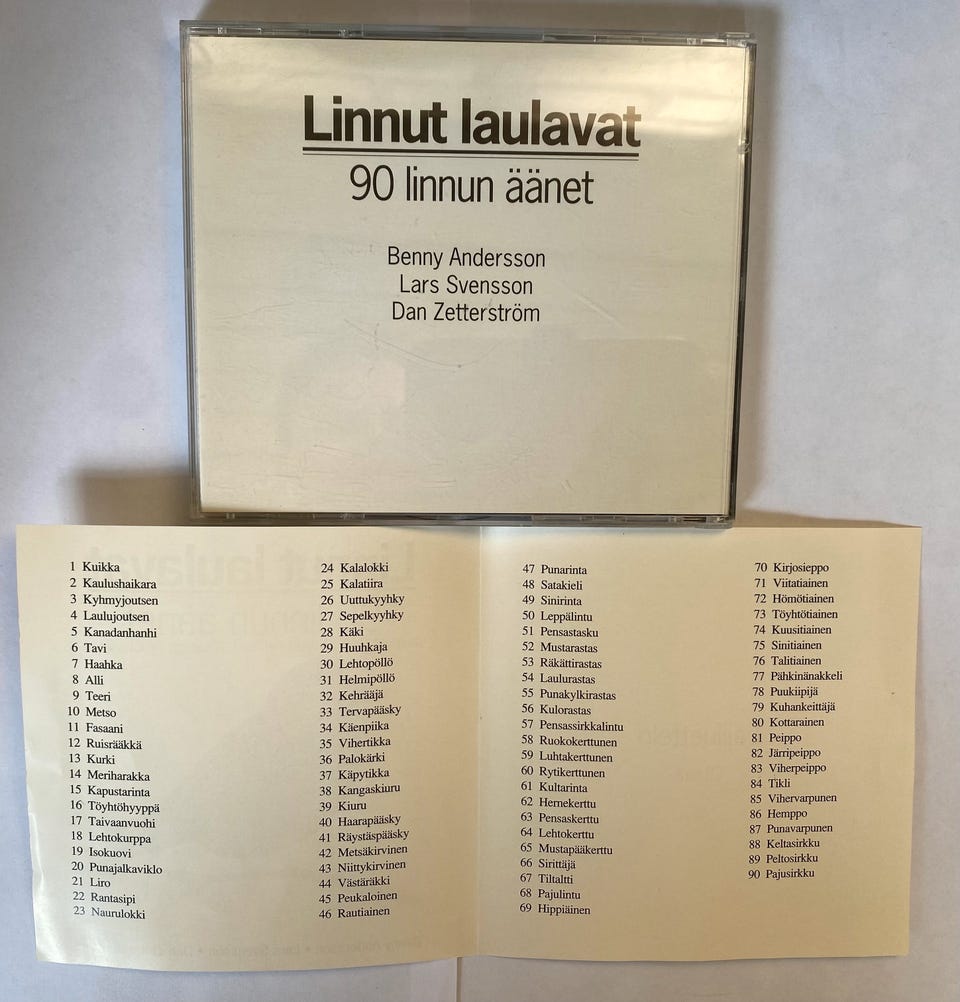 Linnut laulavat
90 linnun äänet
Benny Andersson
Lars Svensson
Dan Zetterström
1 Kuikka
2 Kaulushaikara
3 Kyhmyjoutsen
4 Laulujoutsen
5 Kanadanhanhi
6 Tavi
7 Haahka
8 Alli
9 Teeri
10 Metso
11 Fasaani
12 Ruisrääkkä
13 Kurki
14 Meriharakka
15 Kapustarinta
16 Töyhtöhyyppä
17 Taivaanvuohi
18 Lehtokurppa
19 Isokuovi
20 Punajalkaviklo
21 Liro
22 Rantasipi
23 Naurulokki
24 Kalalokki
25 Kalatiira
26 Uuttukyyhky
27 Sepelkyyhky
28 Käki
29 Huuhkaja
30 Lehtopöllö
31 Helmipöllö
32 Kehrääjä
33 Tervapääsky
34 Käenpiika
35 Vihertikka
36 Palokärki
37 Käpytikka
38 Kangaskiuru
39 Kiuru
40 Haarapääsky
41 Räystäspääsky
42 Metsäkirvinen
43 Niittykirvinen
44 Västäräkki
45 Peukaloinen
46 Rautiainen
47 Punarinta
48 Satakieli
49 Sinirinta
50 Leppälintu
51 Pensastasku
52 Mustarastas
53 Räkättirastas
54 Laulurastas
55 Punakylkirastas
56 Kulorastas
57 Pensassirkkalintu
58 Ruokokerttunen
59 Luhtakerttunen
60 Rytikerttunen
61 Kultarinta
62 Hernekerttu
63 Pensaskerttu
64 Lehtokerttu
65 Mustapääkerttu
66 Sirittäjä
67 Tiltaltti
68 Pajulintu
69 Hippiäinen
70 Kirjosieppo
71 Viitatiainen
72 Hömötiainen
73 Töyhtötiainen
74 Kuusitiainen
75 Sinitiainen
76 Talitiainen
77 Pähkinänakkeli
78 Puukiipijä
79 Kuhankeittäjä
80 Kottarainen
81 Peippo
82 Järripeippo
83 Viherpeippo
84 Tikli
85 Vihervarpunen
86 Hemppo
87 Punavarpunen
88 Keltasirkku
89 Peltosirkku
90 Pajusirkku